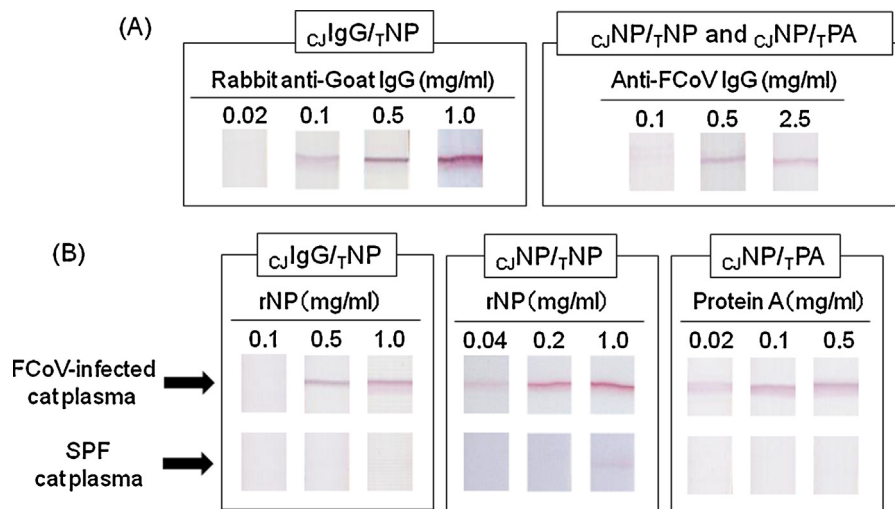 (A)
CJIgG/TNP
Rabbit anti-Goat IgG (mg/ml)
0.02 0.1 0.5 1.0
CJNP/TNP and CJNP/TPA
Anti-FCoV IgG (mg/ml)
0.1 0.5 2.5
(B)
CJIgG/TNP
rNP (mg/ml)
0.1 0.5 1.0
CJNP/TNP
rNP (mg/ml)
0.04 0.2 1.0
CJNP/TPA
Protein A (mg/ml)
0.02 0.1 0.5
FCoV-infected
cat plasma
SPF
cat plasma